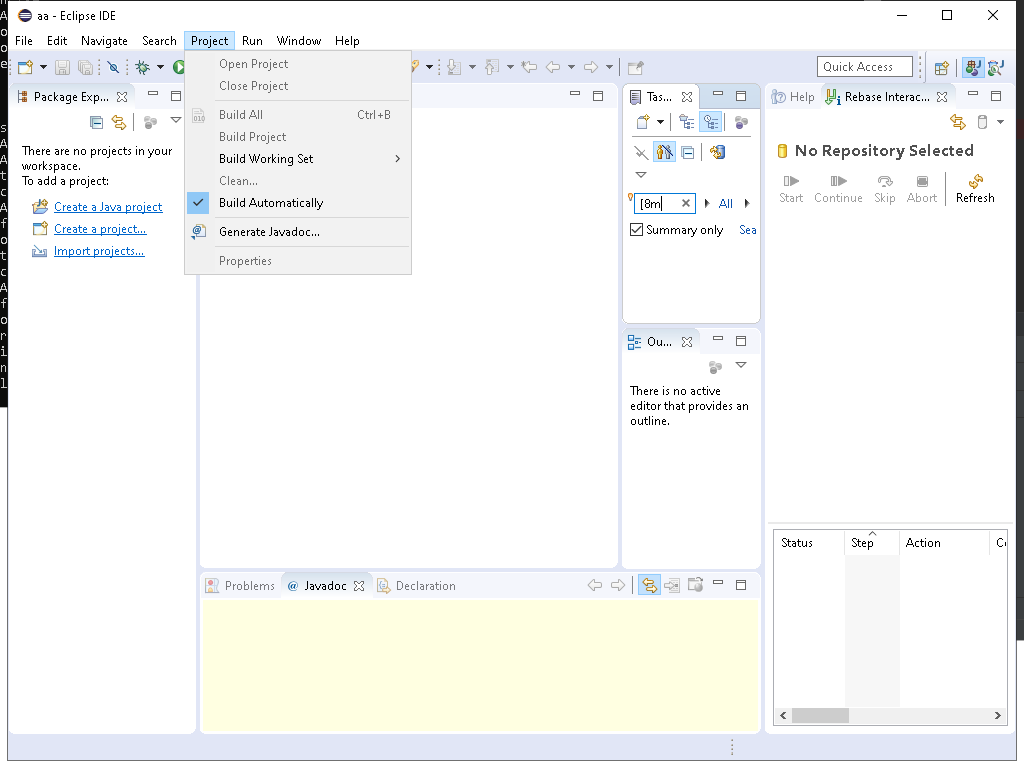 aa - Eclipse IDE
File Edit Navigate Search Project Run Window Help
Quick Access
Open Project
Close Project
Build All Ctrl+B
Build Project
Build Working Set
Clean...
Build Automatically
Generate Javadoc...
Properties
Package Exp...
There are no projects in your
workspace.
To add a project:
Create a Java project
Create a project...
Import projects...
Tas...
[8m
All
Summary only Sea
Ou...
There is no active
editor that provides an
outline.
Help Rebase Interac...
No Repository Selected
Start Continue Skip Abort Refresh
Status Step Action
Problems Javadoc Declaration